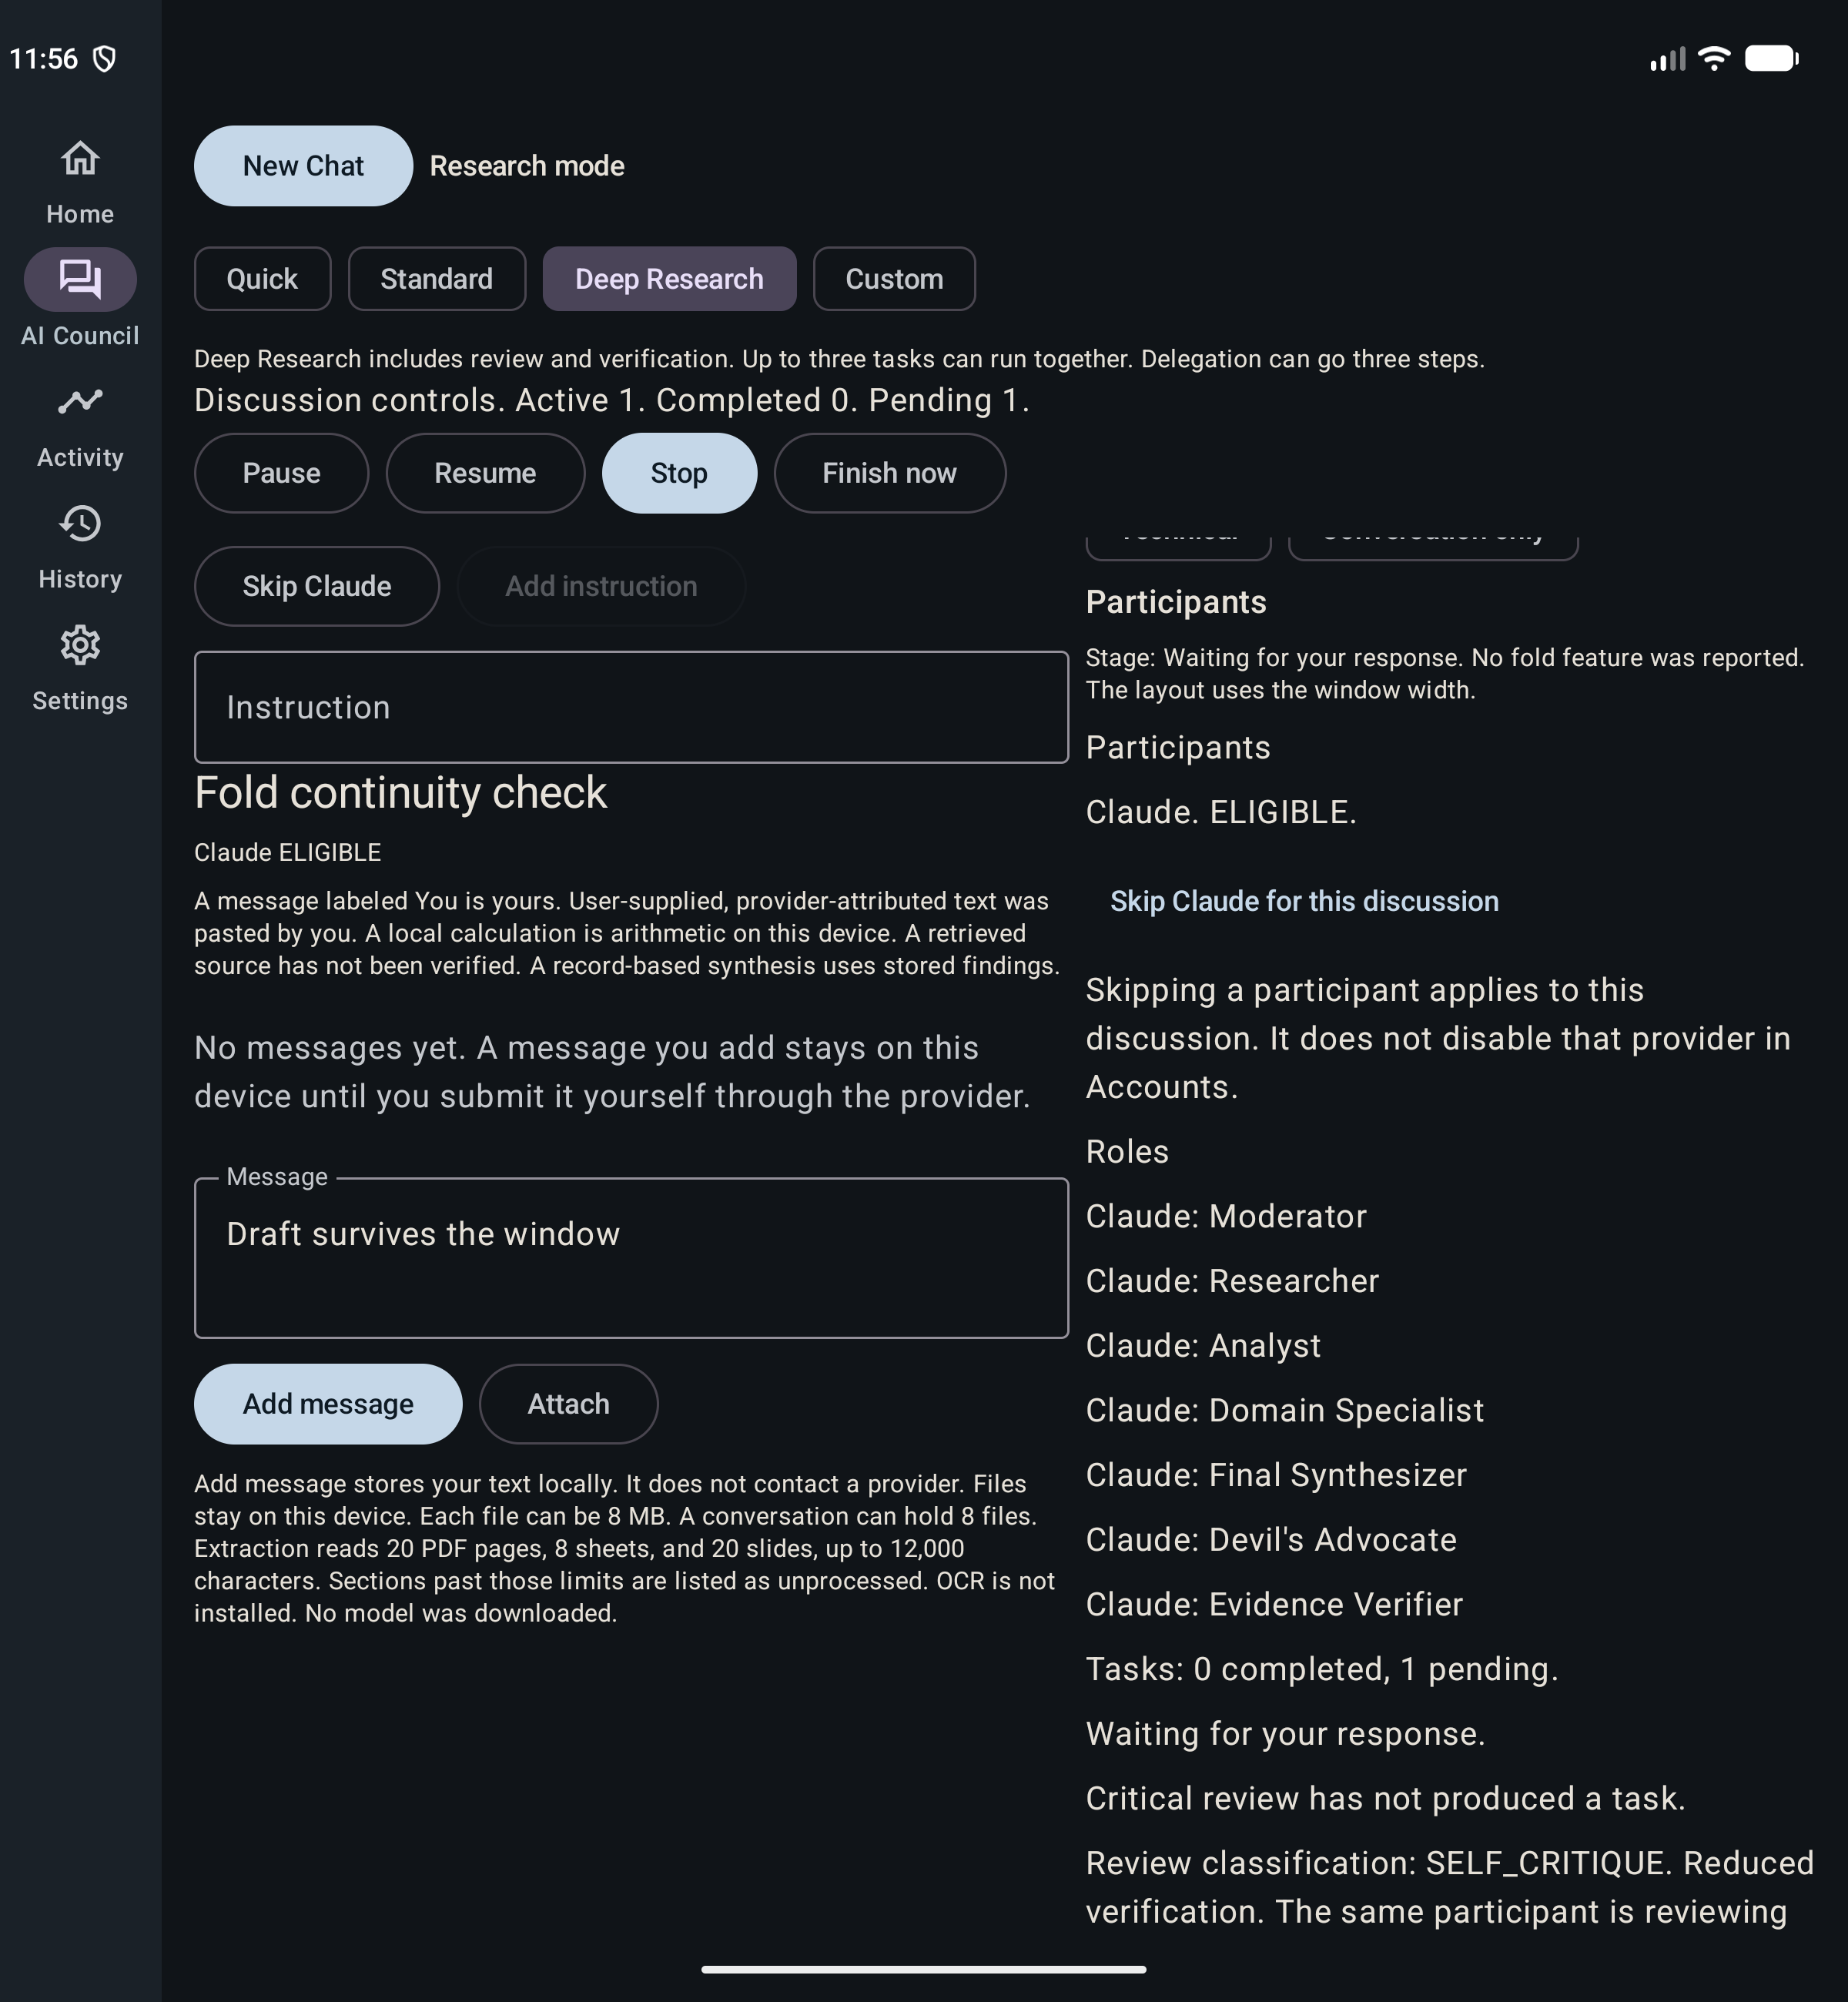 11:56
Home
AI Council
Activity
History
Settings
New Chat
Research mode
Quick
Standard
Deep Research
Custom
Deep Research includes review and verification. Up to three tasks can run together. Delegation can go three steps.
Discussion controls. Active 1. Completed 0. Pending 1.
Pause
Resume
Stop
Finish now
Skip Claude
Add instruction
Instruction
Fold continuity check
Claude ELIGIBLE
A message labeled You is yours. User-supplied, provider-attributed text was
pasted by you. A local calculation is arithmetic on this device. A retrieved
source has not been verified. A record-based synthesis uses stored findings.
No messages yet. A message you add stays on this
device until you submit it yourself through the provider.
Message
Draft survives the window
Add message
Attach
Add message stores your text locally. It does not contact a provider. Files
stay on this device. Each file can be 8 MB. A conversation can hold 8 files.
Extraction reads 20 PDF pages, 8 sheets, and 20 slides, up to 12,000
characters. Sections past those limits are listed as unprocessed. OCR is not
installed. No model was downloaded.
Technical
Conversation only
Participants
Stage: Waiting for your response. No fold feature was reported.
The layout uses the window width.
Participants
Claude. ELIGIBLE.
Skip Claude for this discussion
Skipping a participant applies to this
discussion. It does not disable that provider in
Accounts.
Roles
Claude: Moderator
Claude: Researcher
Claude: Analyst
Claude: Domain Specialist
Claude: Final Synthesizer
Claude: Devil's Advocate
Claude: Evidence Verifier
Tasks: 0 completed, 1 pending.
Waiting for your response.
Critical review has not produced a task.
Review classification: SELF_CRITIQUE. Reduced
verification. The same participant is reviewing